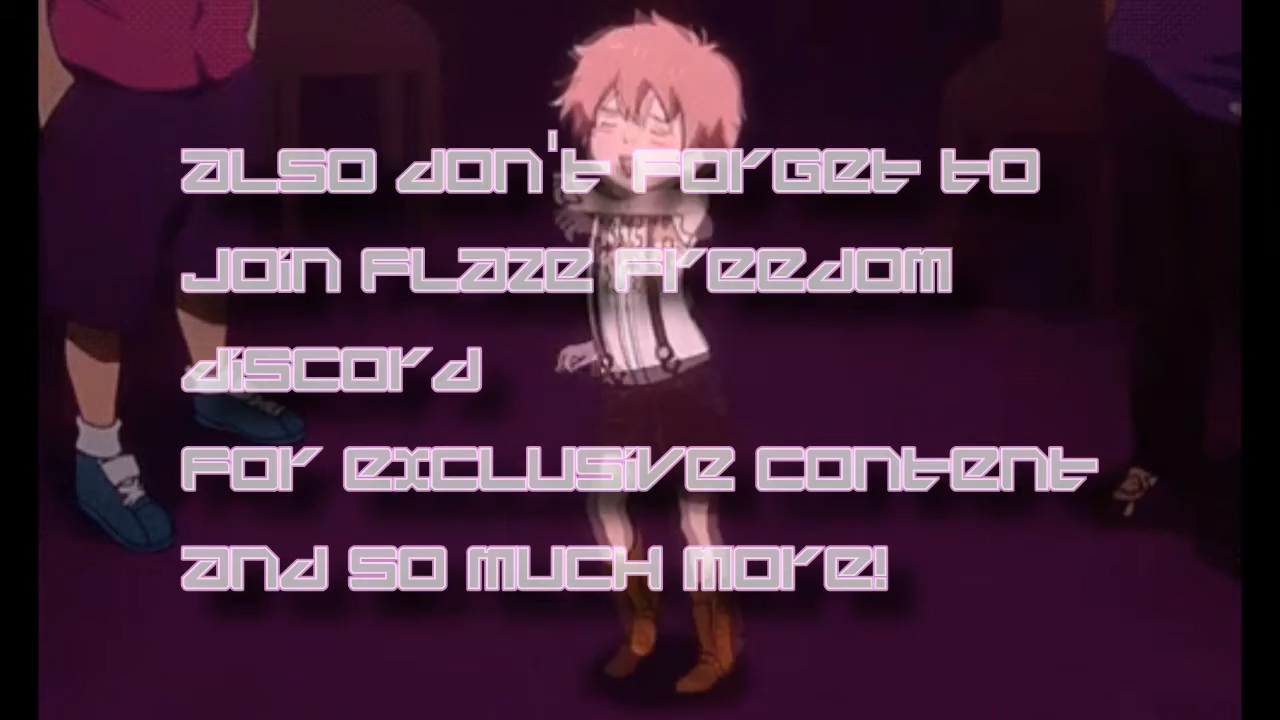 Also don't forget to
join Flaze Freedom
discord
for exclusive content
and so much more!